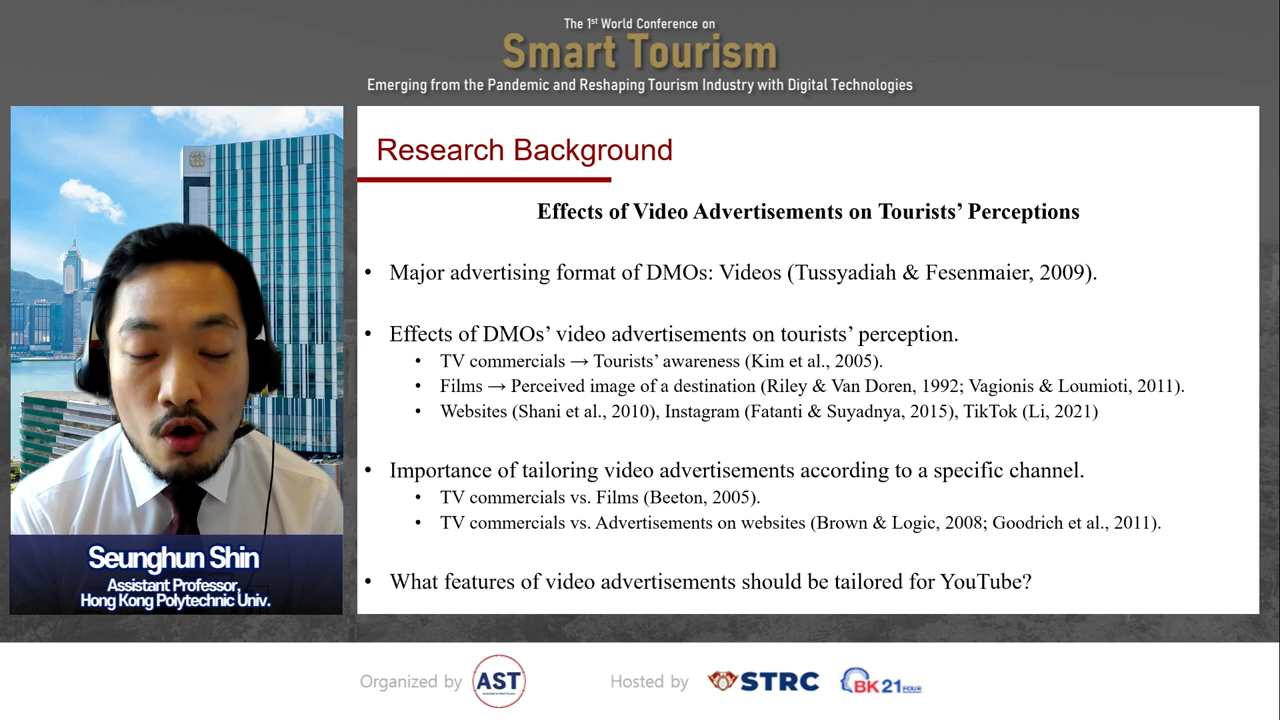 The 1st World Conference on
Smart Tourism
Emerging from the Pandemic and Reshaping Tourism Industry with Digital Technologies
Research Background
Effects of Video Advertisements on Tourists’ Perceptions
• Major advertising format of DMOs: Videos (Tussyadiah & Fesenmaier, 2009).
• Effects of DMOs’ video advertisements on tourists’ perception.
• TV commercials → Tourists’ awareness (Kim et al., 2005).
• Films → Perceived image of a destination (Riley & Van Doren, 1992; Vagionis & Loumioti, 2011).
• Websites (Shani et al., 2010), Instagram (Fatanti & Suyadnya, 2015), TikTok (Li, 2021)
• Importance of tailoring video advertisements according to a specific channel.
• TV commercials vs. Films (Beeton, 2005).
• TV commercials vs. Advertisements on websites (Brown & Logic, 2008; Goodrich et al., 2011).
• What features of video advertisements should be tailored for YouTube?
Seunghun Shin
Assistant Professor,
Hong Kong Polytechnic Univ.
Organized by AST
Hosted by STRC BK21 FOUR